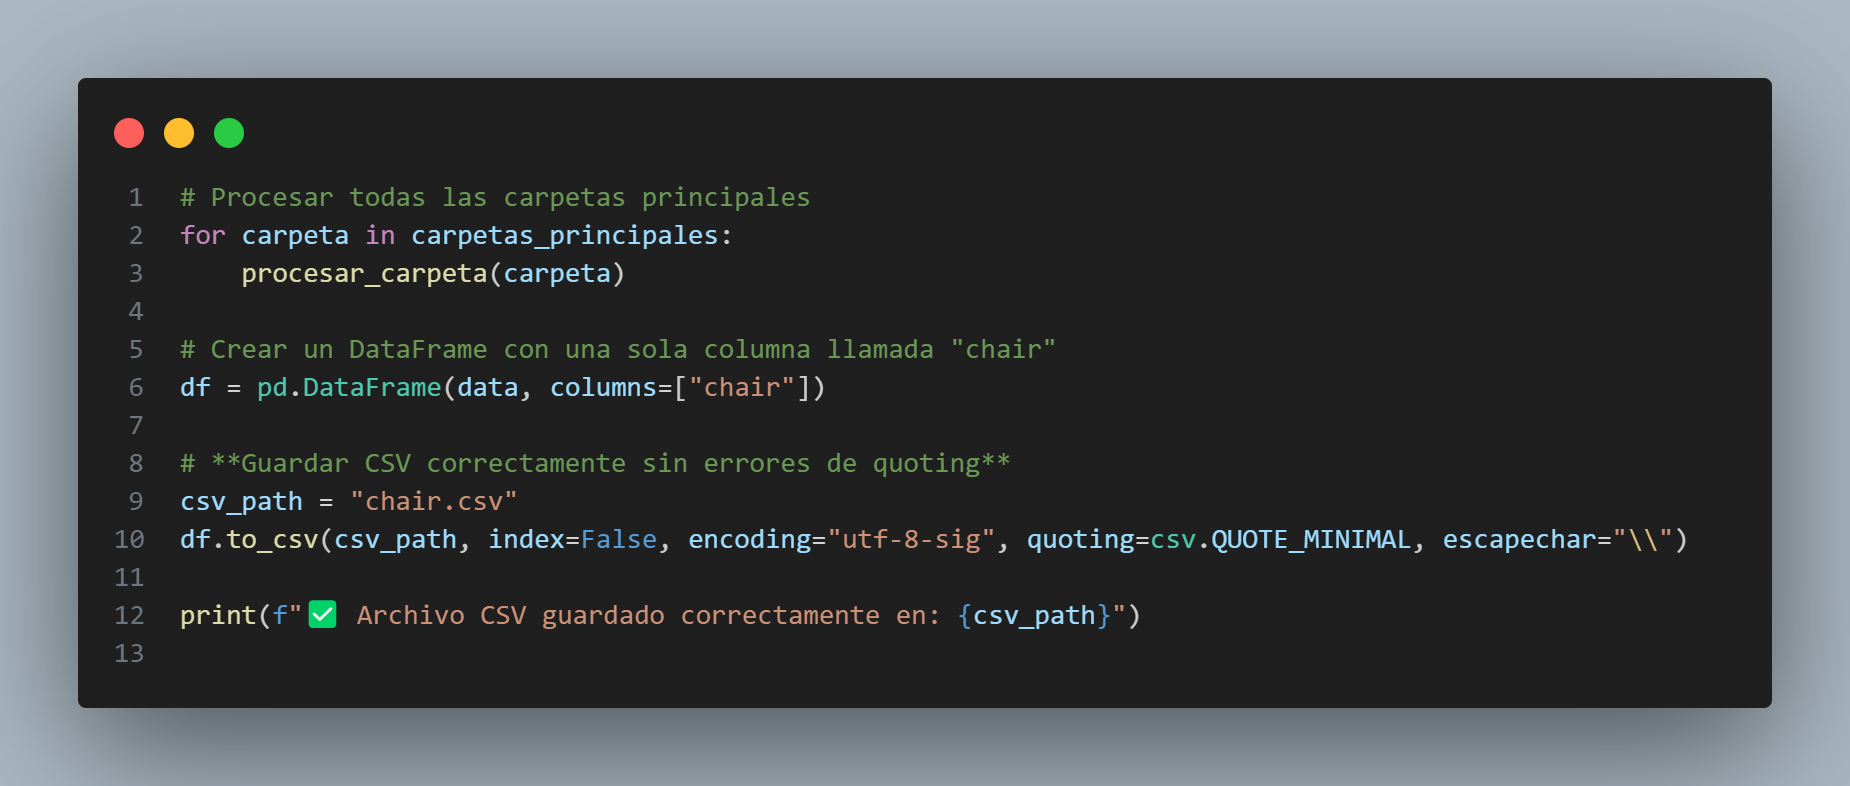 1 # Procesar todas las carpetas principales
2 for carpeta in carpetas_principales:
3     procesar_carpeta(carpeta)
4
5 # Crear un DataFrame con una sola columna llamada "chair"
6 df = pd.DataFrame(data, columns=["chair"])
7
8 # **Guardar CSV correctamente sin errores de quoting**
9 csv_path = "chair.csv"
10 df.to_csv(csv_path, index=False, encoding="utf-8-sig", quoting=csv.QUOTE_MINIMAL, escapechar="\\")
11
12 print(f"✅ Archivo CSV guardado correctamente en: {csv_path}")
13